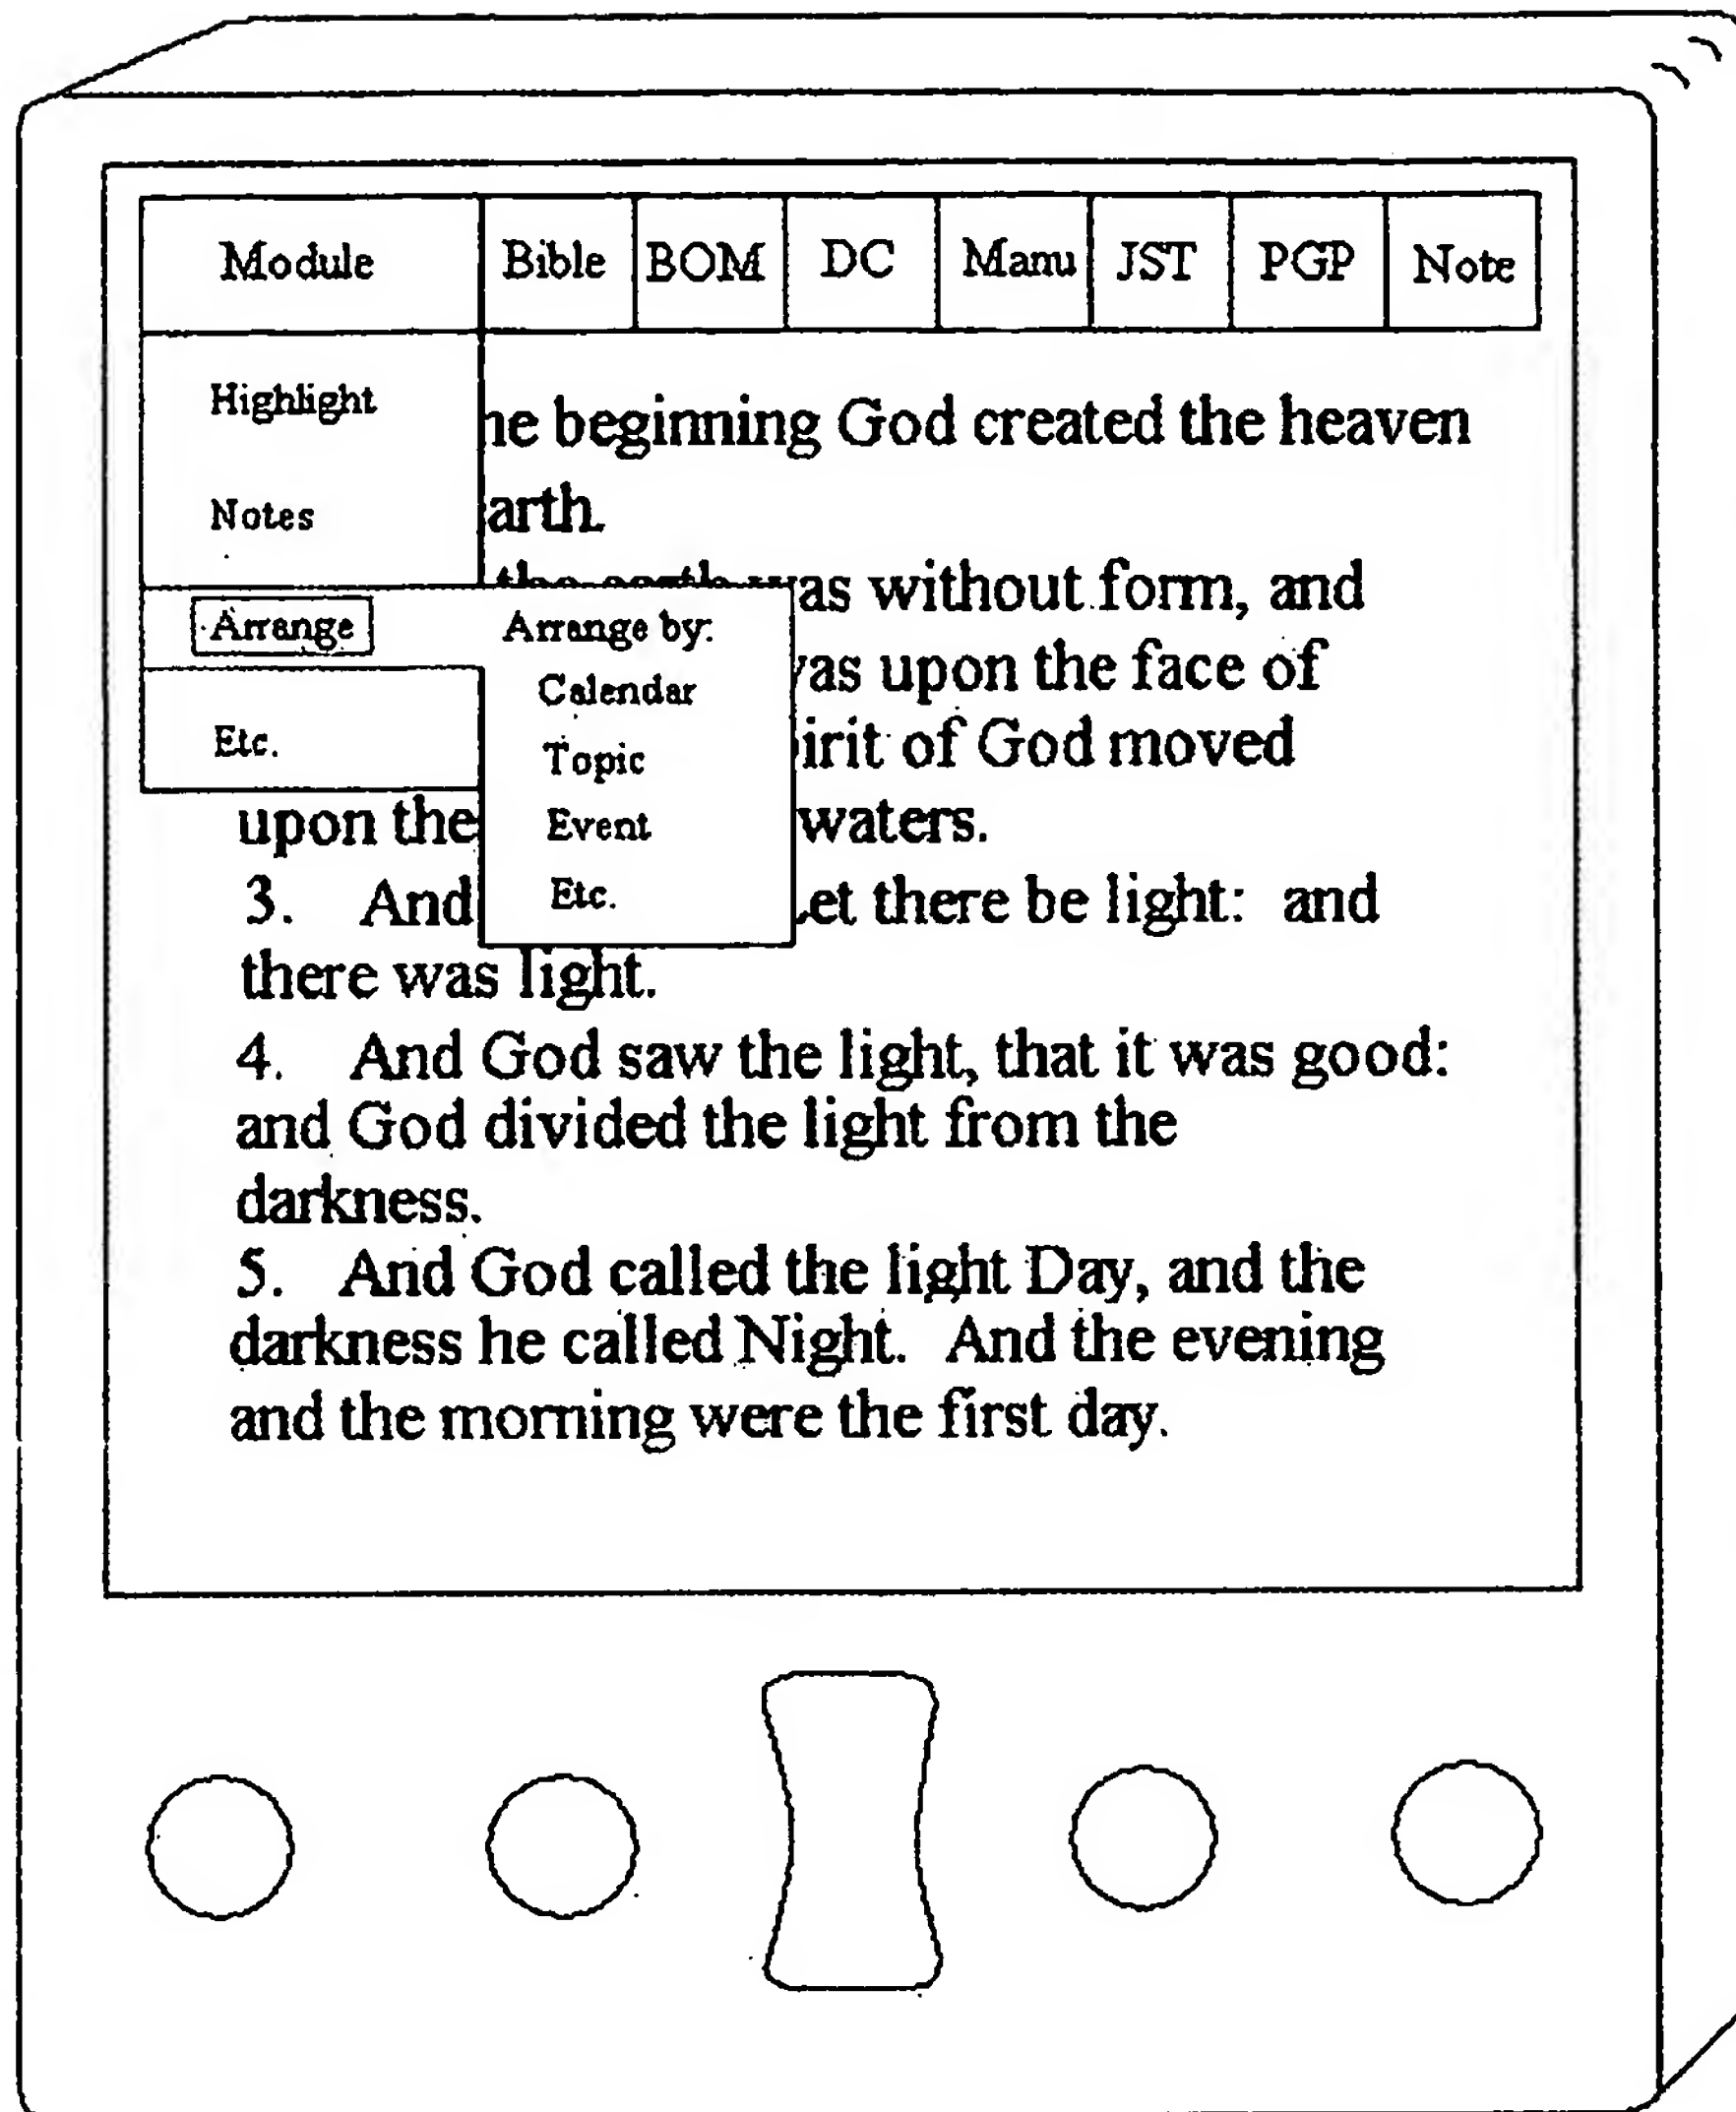 Module Bible BOM DC Manu JST PGP Note
Highlight
Notes
Arrange
Etc.
Arrange by:
Calendar
Topic
Event
Etc.
he beginning God created the heaven
arth.
the earth was without form, and
as upon the face of
irit of God moved
upon the waters.
3. And et there be light: and
there was light.
4. And God saw the light, that it was good:
and God divided the light from the
darkness.
5. And God called the light Day, and the
darkness he called Night. And the evening
and the morning were the first day.